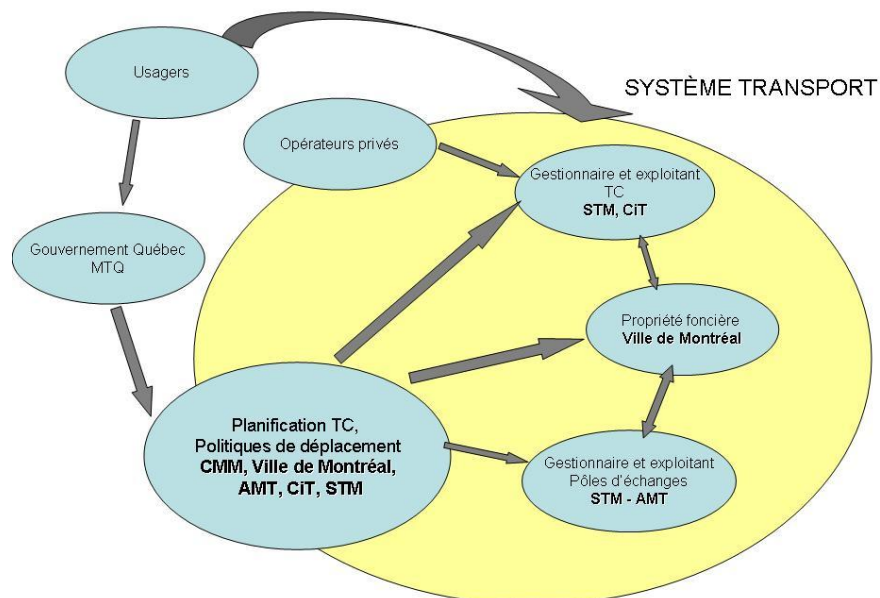 Usagers
SYSTÈME TRANSPORT
Opérateurs privés
Gestionnaire et exploitant
TC
STM, CiT
Gouvernement Québec
MTQ
Propriété foncière
Ville de Montréal
Planification TC,
Politiques de déplacement
CMM, Ville de Montréal,
AMT, CiT, STM
Gestionnaire et exploitant
Pôles d'échanges
STM - AMT